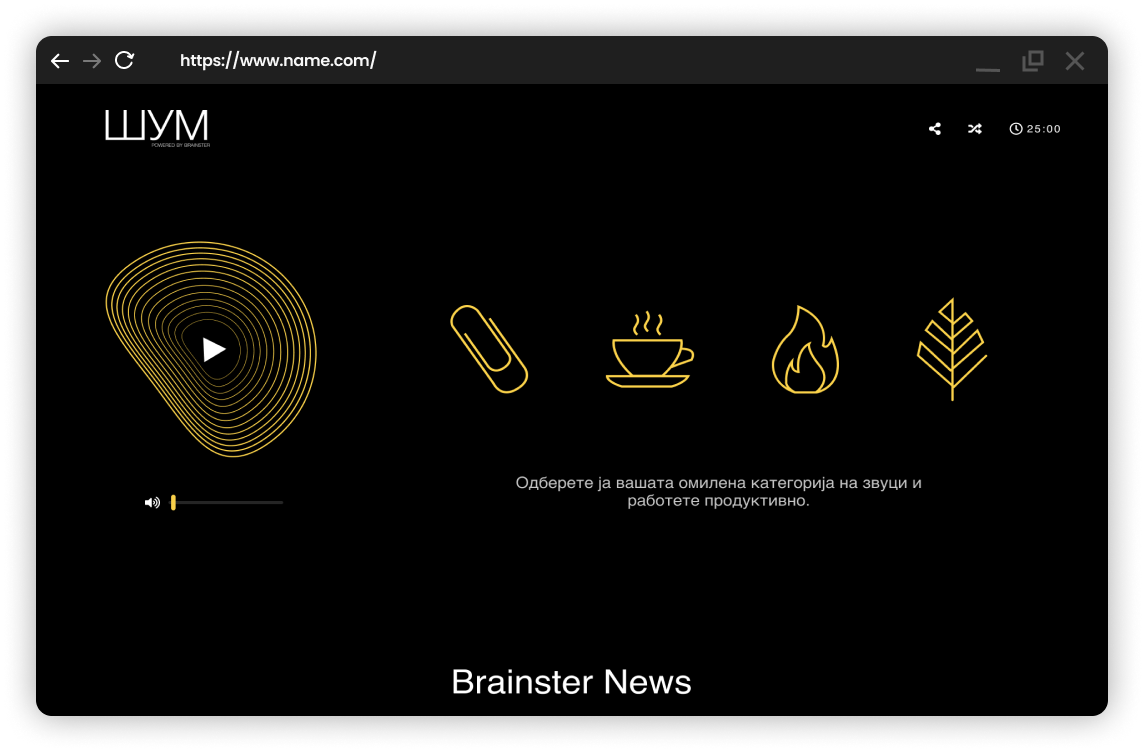 https://www.name.com/
ШУМ
POWERED BY BRAINSTER
25:00
Одберете ја вашата омилена категорија на звуци и
работете продуктивно.
Brainster News